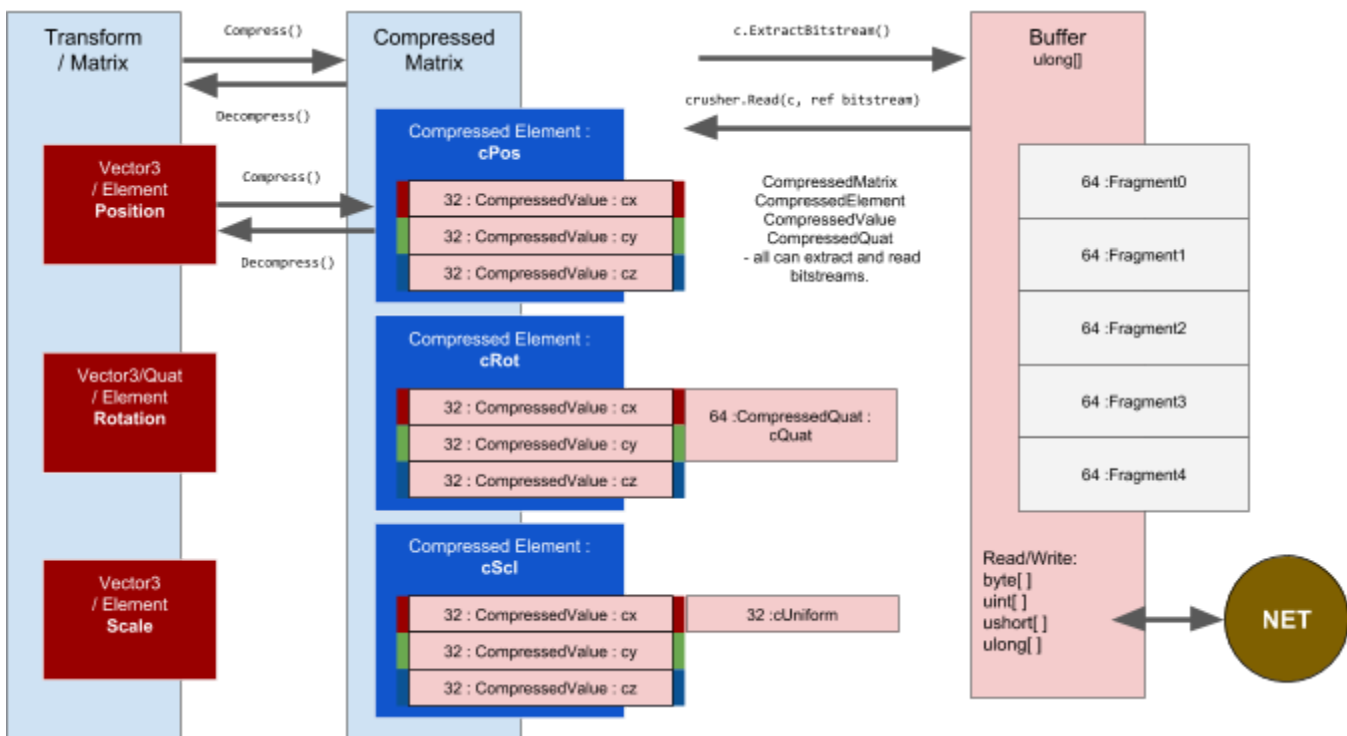 Transform
/ Matrix
Compress()
Decompress()
Vector3
/ Element
Position
Compress()
Decompress()
Vector3/Quat
/ Element
Rotation
Vector3
/ Element
Scale
Compressed
Matrix
Compressed Element :
cPos
32 : CompressedValue : cx
32 : CompressedValue : cy
32 : CompressedValue : cz
Compressed Element :
cRot
32 : CompressedValue : cx
32 : CompressedValue : cy
32 : CompressedValue : cz
64 :CompressedQuat :
cQuat
Compressed Element :
cScl
32 : CompressedValue : cx
32 : CompressedValue : cy
32 : CompressedValue : cz
32 :cUniform
c.ExtractBitstream()
crusher.Read(c, ref bitstream)
CompressedMatrix
CompressedElement
CompressedValue
CompressedQuat
- all can extract and read
bitstreams.
Buffer
ulong[]
64 :Fragment0
64 :Fragment1
64 :Fragment2
64 :Fragment3
64 :Fragment4
Read/Write:
byte[ ]
uint[ ]
ushort[ ]
ulong[ ]
NET